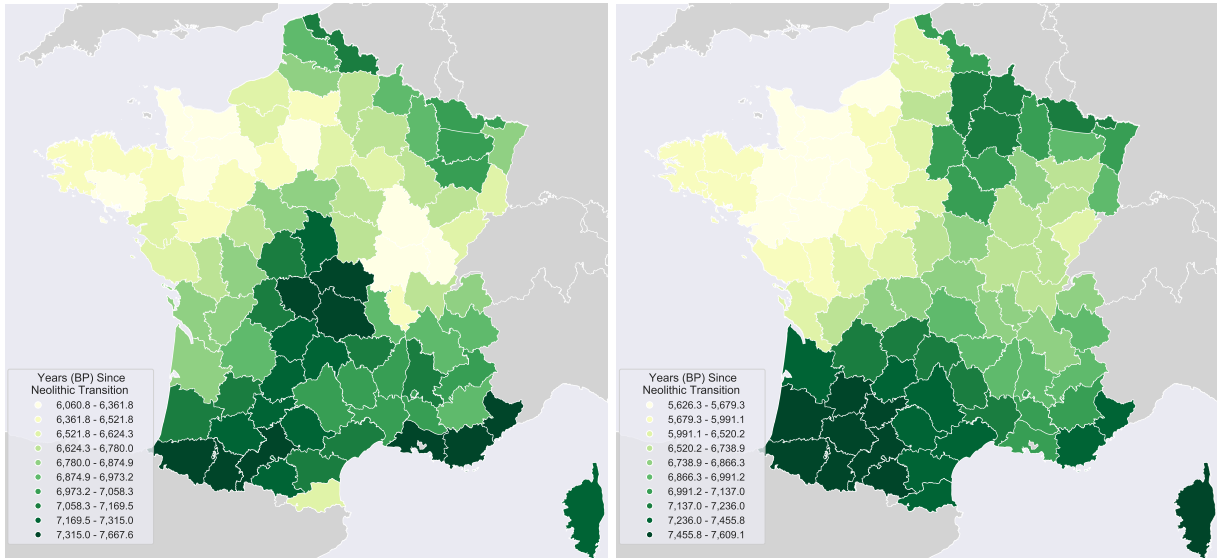 Years (BP) Since
Neolithic Transition
6,060.8 - 6,361.8
6,361.8 - 6,521.8
6,521.8 - 6,624.3
6,624.3 - 6,780.0
6,780.0 - 6,874.9
6,874.9 - 6,973.2
6,973.2 - 7,058.3
7,058.3 - 7,169.5
7,169.5 - 7,315.0
7,315.0 - 7,667.6
Years (BP) Since
Neolithic Transition
5,626.3 - 5,679.3
5,679.3 - 5,991.1
5,991.1 - 6,520.2
6,520.2 - 6,738.9
6,738.9 - 6,866.3
6,866.3 - 6,991.2
6,991.2 - 7,137.0
7,137.0 - 7,236.0
7,236.0 - 7,455.8
7,455.8 - 7,609.1